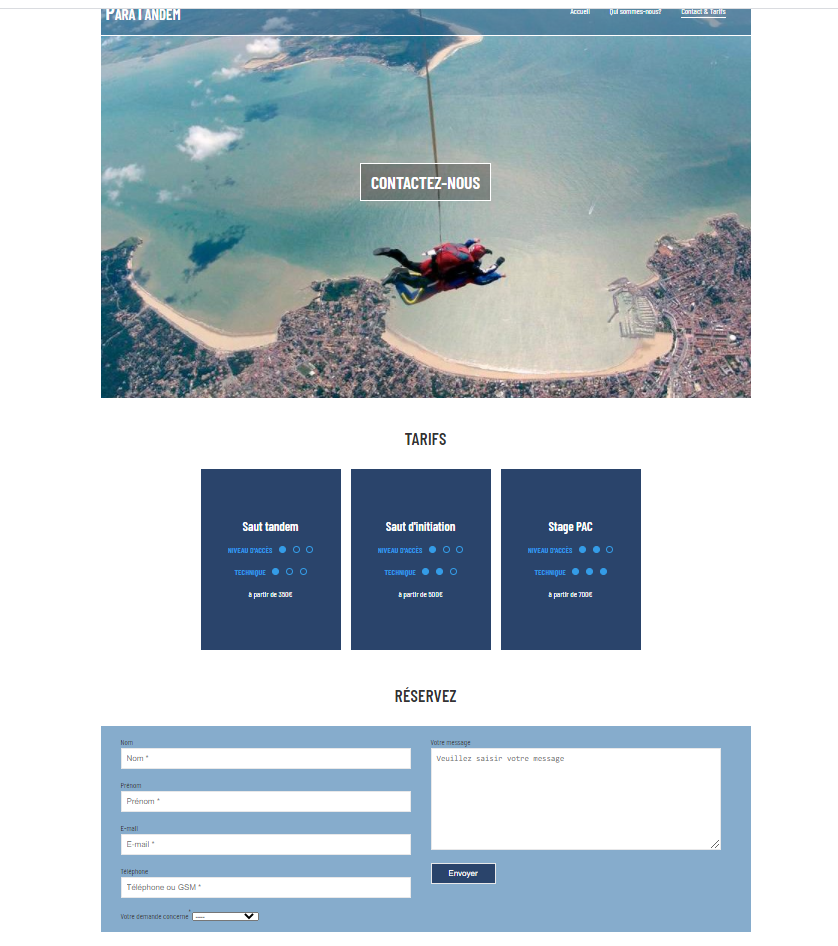 PARATANDEM
Accueil Qui sommes-nous? Contact & Tarifs
CONTACTEZ-NOUS
TARIFS
Saut tandem
NIVEAU D'ACCÈS
TECHNIQUE
à partir de 350€
Saut d'initiation
NIVEAU D'ACCÈS
TECHNIQUE
à partir de 500€
Stage PAC
NIVEAU D'ACCÈS
TECHNIQUE
à partir de 700€
RÉSERVEZ
Nom
Nom *
Prénom
Prénom *
E-mail
E-mail *
Téléphone
Téléphone ou GSM *
Votre demande concerne* -----
Votre message
Veuillez saisir votre message
Envoyer